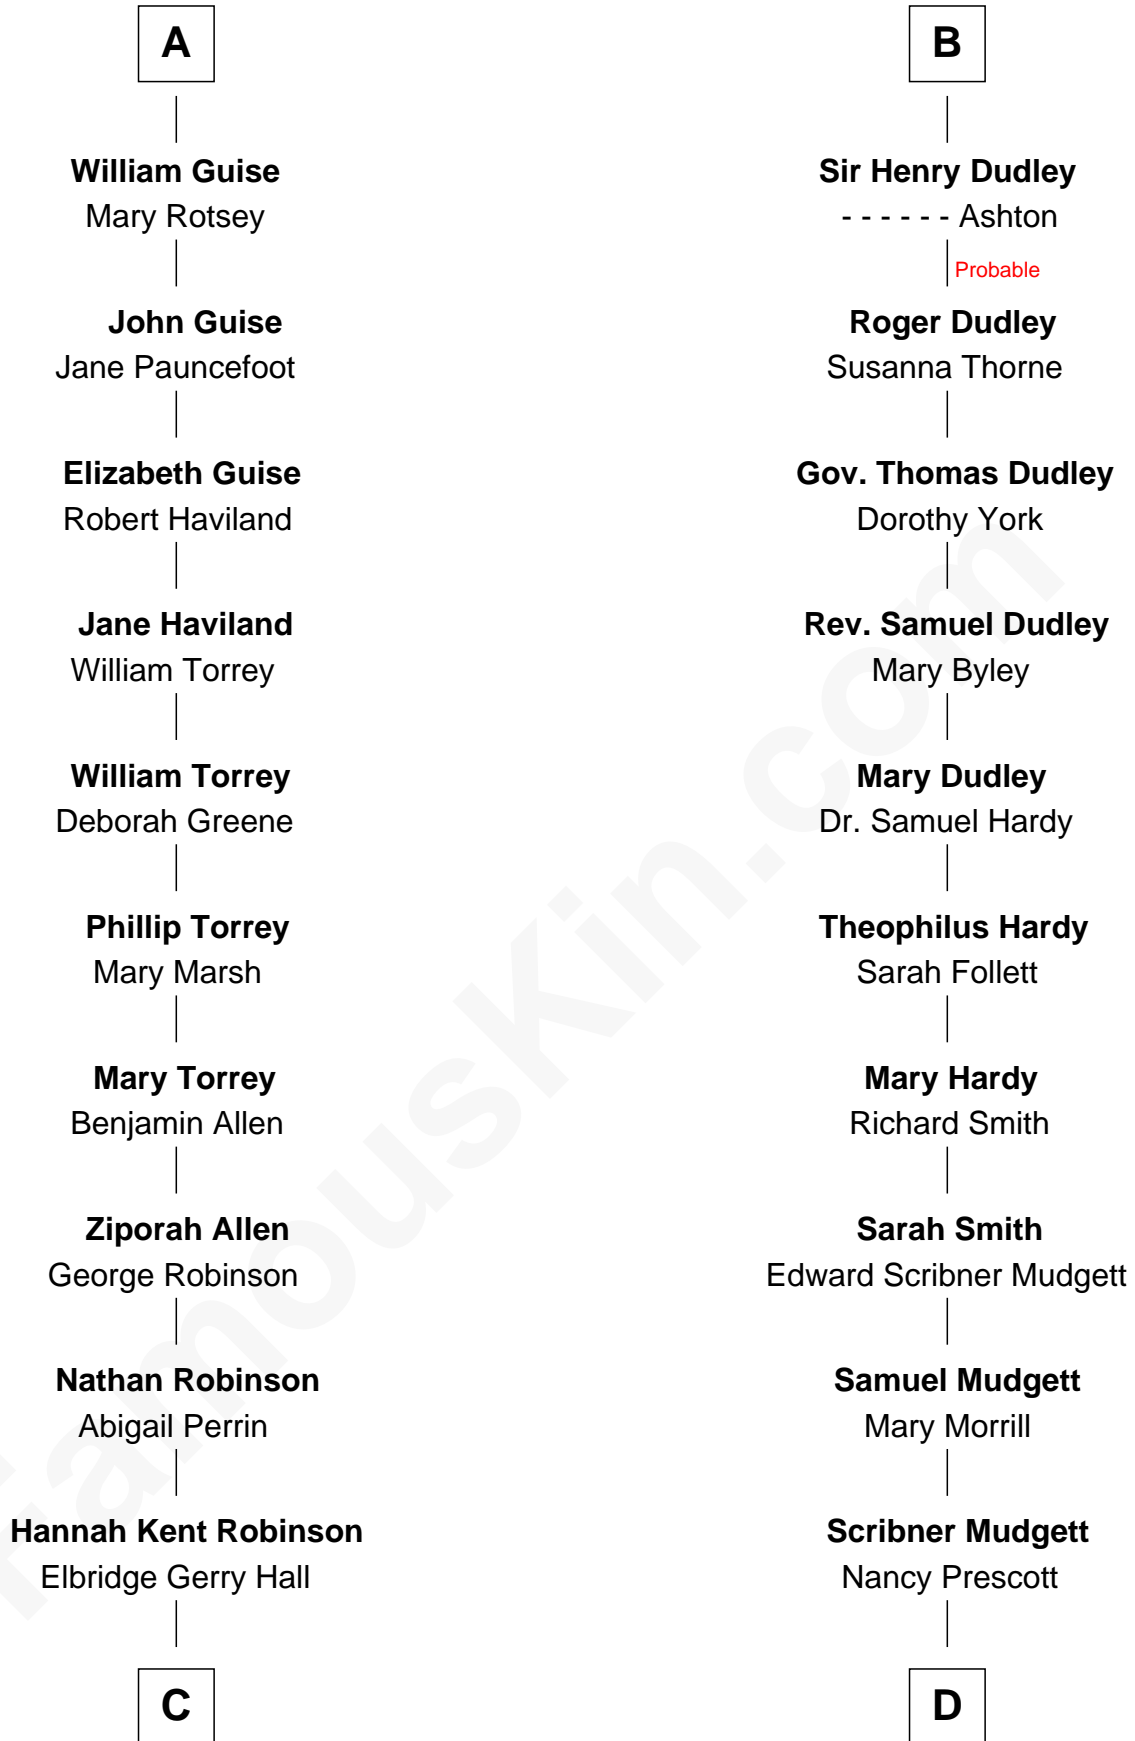 A
William Guise
Mary Rotsey
John Guise
Jane Pauncefoot
Elizabeth Guise
Robert Haviland
Jane Haviland
William Torrey
William Torrey
Deborah Greene
Phillip Torrey
Mary Marsh
Mary Torrey
Benjamin Allen
Ziporah Allen
George Robinson
Nathan Robinson
Abigail Perrin
Hannah Kent Robinson
Elbridge Gerry Hall
C
B
Sir Henry Dudley
- - - - - - Ashton
Probable
Roger Dudley
Susanna Thorne
Gov. Thomas Dudley
Dorothy York
Rev. Samuel Dudley
Mary Byley
Mary Dudley
Dr. Samuel Hardy
Theophilus Hardy
Sarah Follett
Mary Hardy
Richard Smith
Sarah Smith
Edward Scribner Mudgett
Samuel Mudgett
Mary Morrill
Scribner Mudgett
Nancy Prescott
D
FamousKin.com